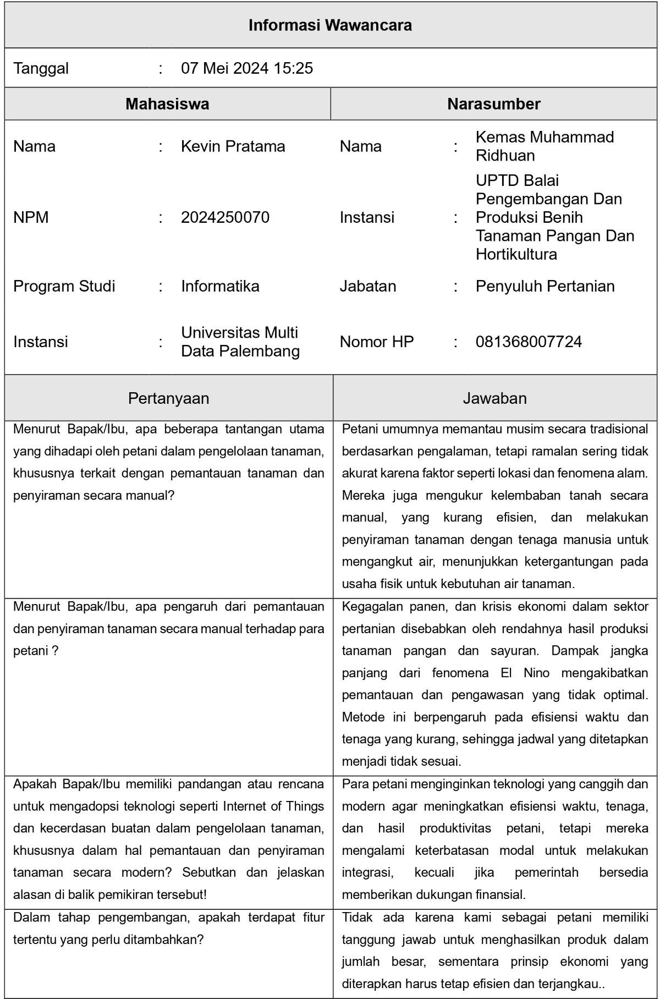 Informasi Wawancara
Tanggal : 07 Mei 2024 15:25
Mahasiswa
Narasumber
Nama : Kevin Pratama
Nama : Kemas Muhammad
Ridhuan
NPM : 2024250070
Instansi : UPTD Balai
Pengembangan Dan
Produksi Benih
Tanaman Pangan Dan
Hortikultura
Program Studi : Informatika
Jabatan : Penyuluh Pertanian
Instansi : Universitas Multi
Data Palembang
Nomor HP : 081368007724
Pertanyaan
Jawaban
Menurut Bapak/Ibu, apa beberapa tantangan utama
yang dihadapi oleh petani dalam pengelolaan tanaman,
khususnya terkait dengan pemantauan tanaman dan
penyiraman secara manual?
Petani umumnya memantau musim secara tradisional
berdasarkan pengalaman, tetapi ramalan sering tidak
akurat karena faktor seperti lokasi dan fenomena alam.
Mereka juga mengukur kelembaban tanah secara
manual, yang kurang efisien, dan melakukan
penyiraman tanaman dengan tenaga manusia untuk
mengangkut air, menunjukkan ketergantungan pada
usaha fisik untuk kebutuhan air tanaman.
Menurut Bapak/Ibu, apa pengaruh dari pemantauan
dan penyiraman tanaman secara manual terhadap para
petani ?
Kegagalan panen, dan krisis ekonomi dalam sektor
pertanian disebabkan oleh rendahnya hasil produksi
tanaman pangan dan sayuran. Dampak jangka
panjang dari fenomena El Nino mengakibatkan
pemantauan dan pengawasan yang tidak optimal.
Metode ini berpengaruh pada efisiensi waktu dan
tenaga yang kurang, sehingga jadwal yang ditetapkan
menjadi tidak sesuai.
Apakah Bapak/Ibu memiliki pandangan atau rencana
untuk mengadopsi teknologi seperti Internet of Things
dan kecerdasan buatan dalam pengelolaan tanaman,
khususnya dalam hal pemantauan dan penyiraman
tanaman secara modern? Sebutkan dan jelaskan
alasan di balik pemikiran tersebut!
Para petani menginginkan teknologi yang canggih dan
modern agar meningkatkan efisiensi waktu, tenaga,
dan hasil produktivitas petani, tetapi mereka
mengalami keterbatasan modal untuk melakukan
integrasi, kecuali jika pemerintah bersedia
memberikan dukungan finansial.
Dalam tahap pengembangan, apakah terdapat fitur
tertentu yang perlu ditambahkan?
Tidak ada karena kami sebagai petani memiliki
tanggung jawab untuk menghasilkan produk dalam
jumlah besar, sementara prinsip ekonomi yang
diterapkan harus tetap efisien dan terjangkau..